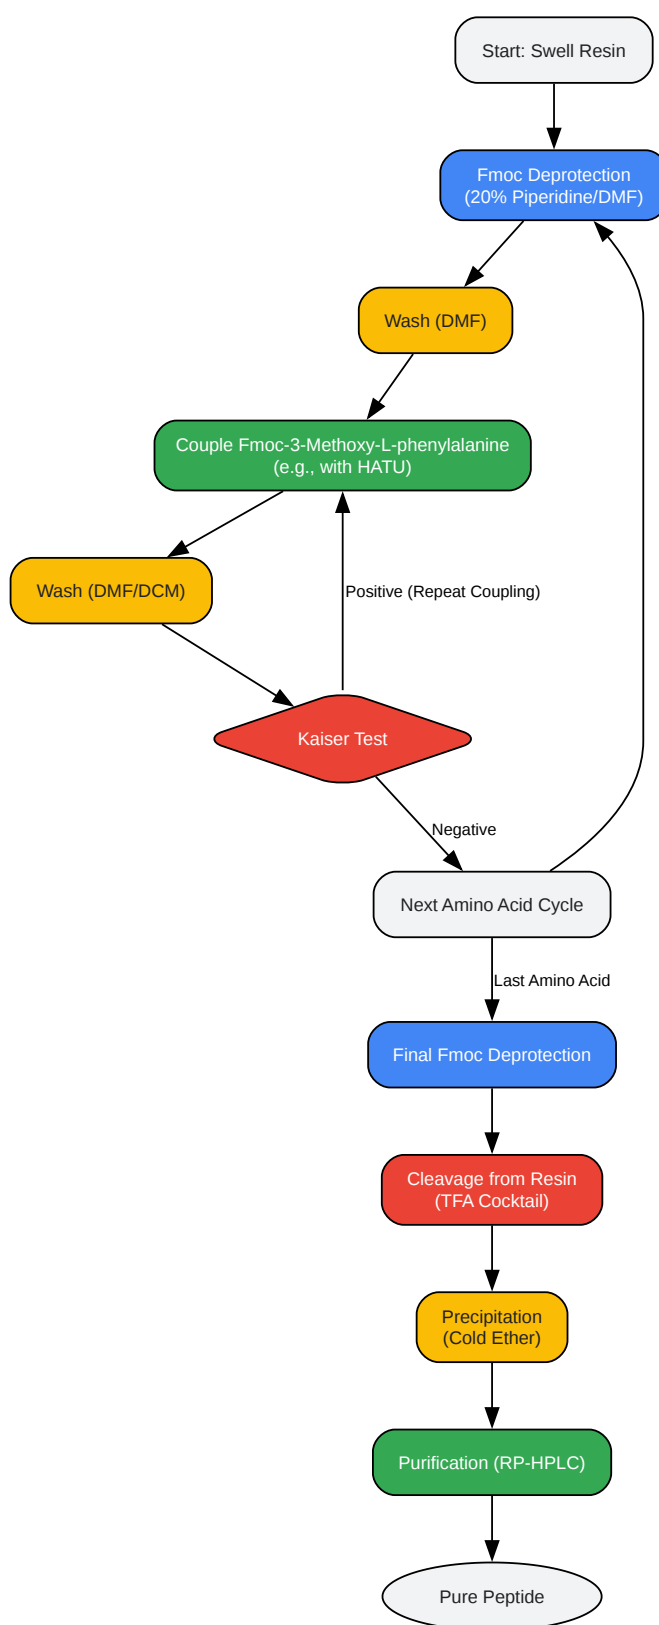 Start: Swell Resin
Fmoc Deprotection
(20% Piperidine/DMF)
Wash (DMF)
Couple Fmoc-3-Methoxy-L-phenylalanine
(e.g., with HATU)
Wash (DMF/DCM)
Positive (Repeat Coupling)
Kaiser Test
Negative
Next Amino Acid Cycle
Last Amino Acid
Final Fmoc Deprotection
Cleavage from Resin
(TFA Cocktail)
Precipitation
(Cold Ether)
Purification (RP-HPLC)
Pure Peptide